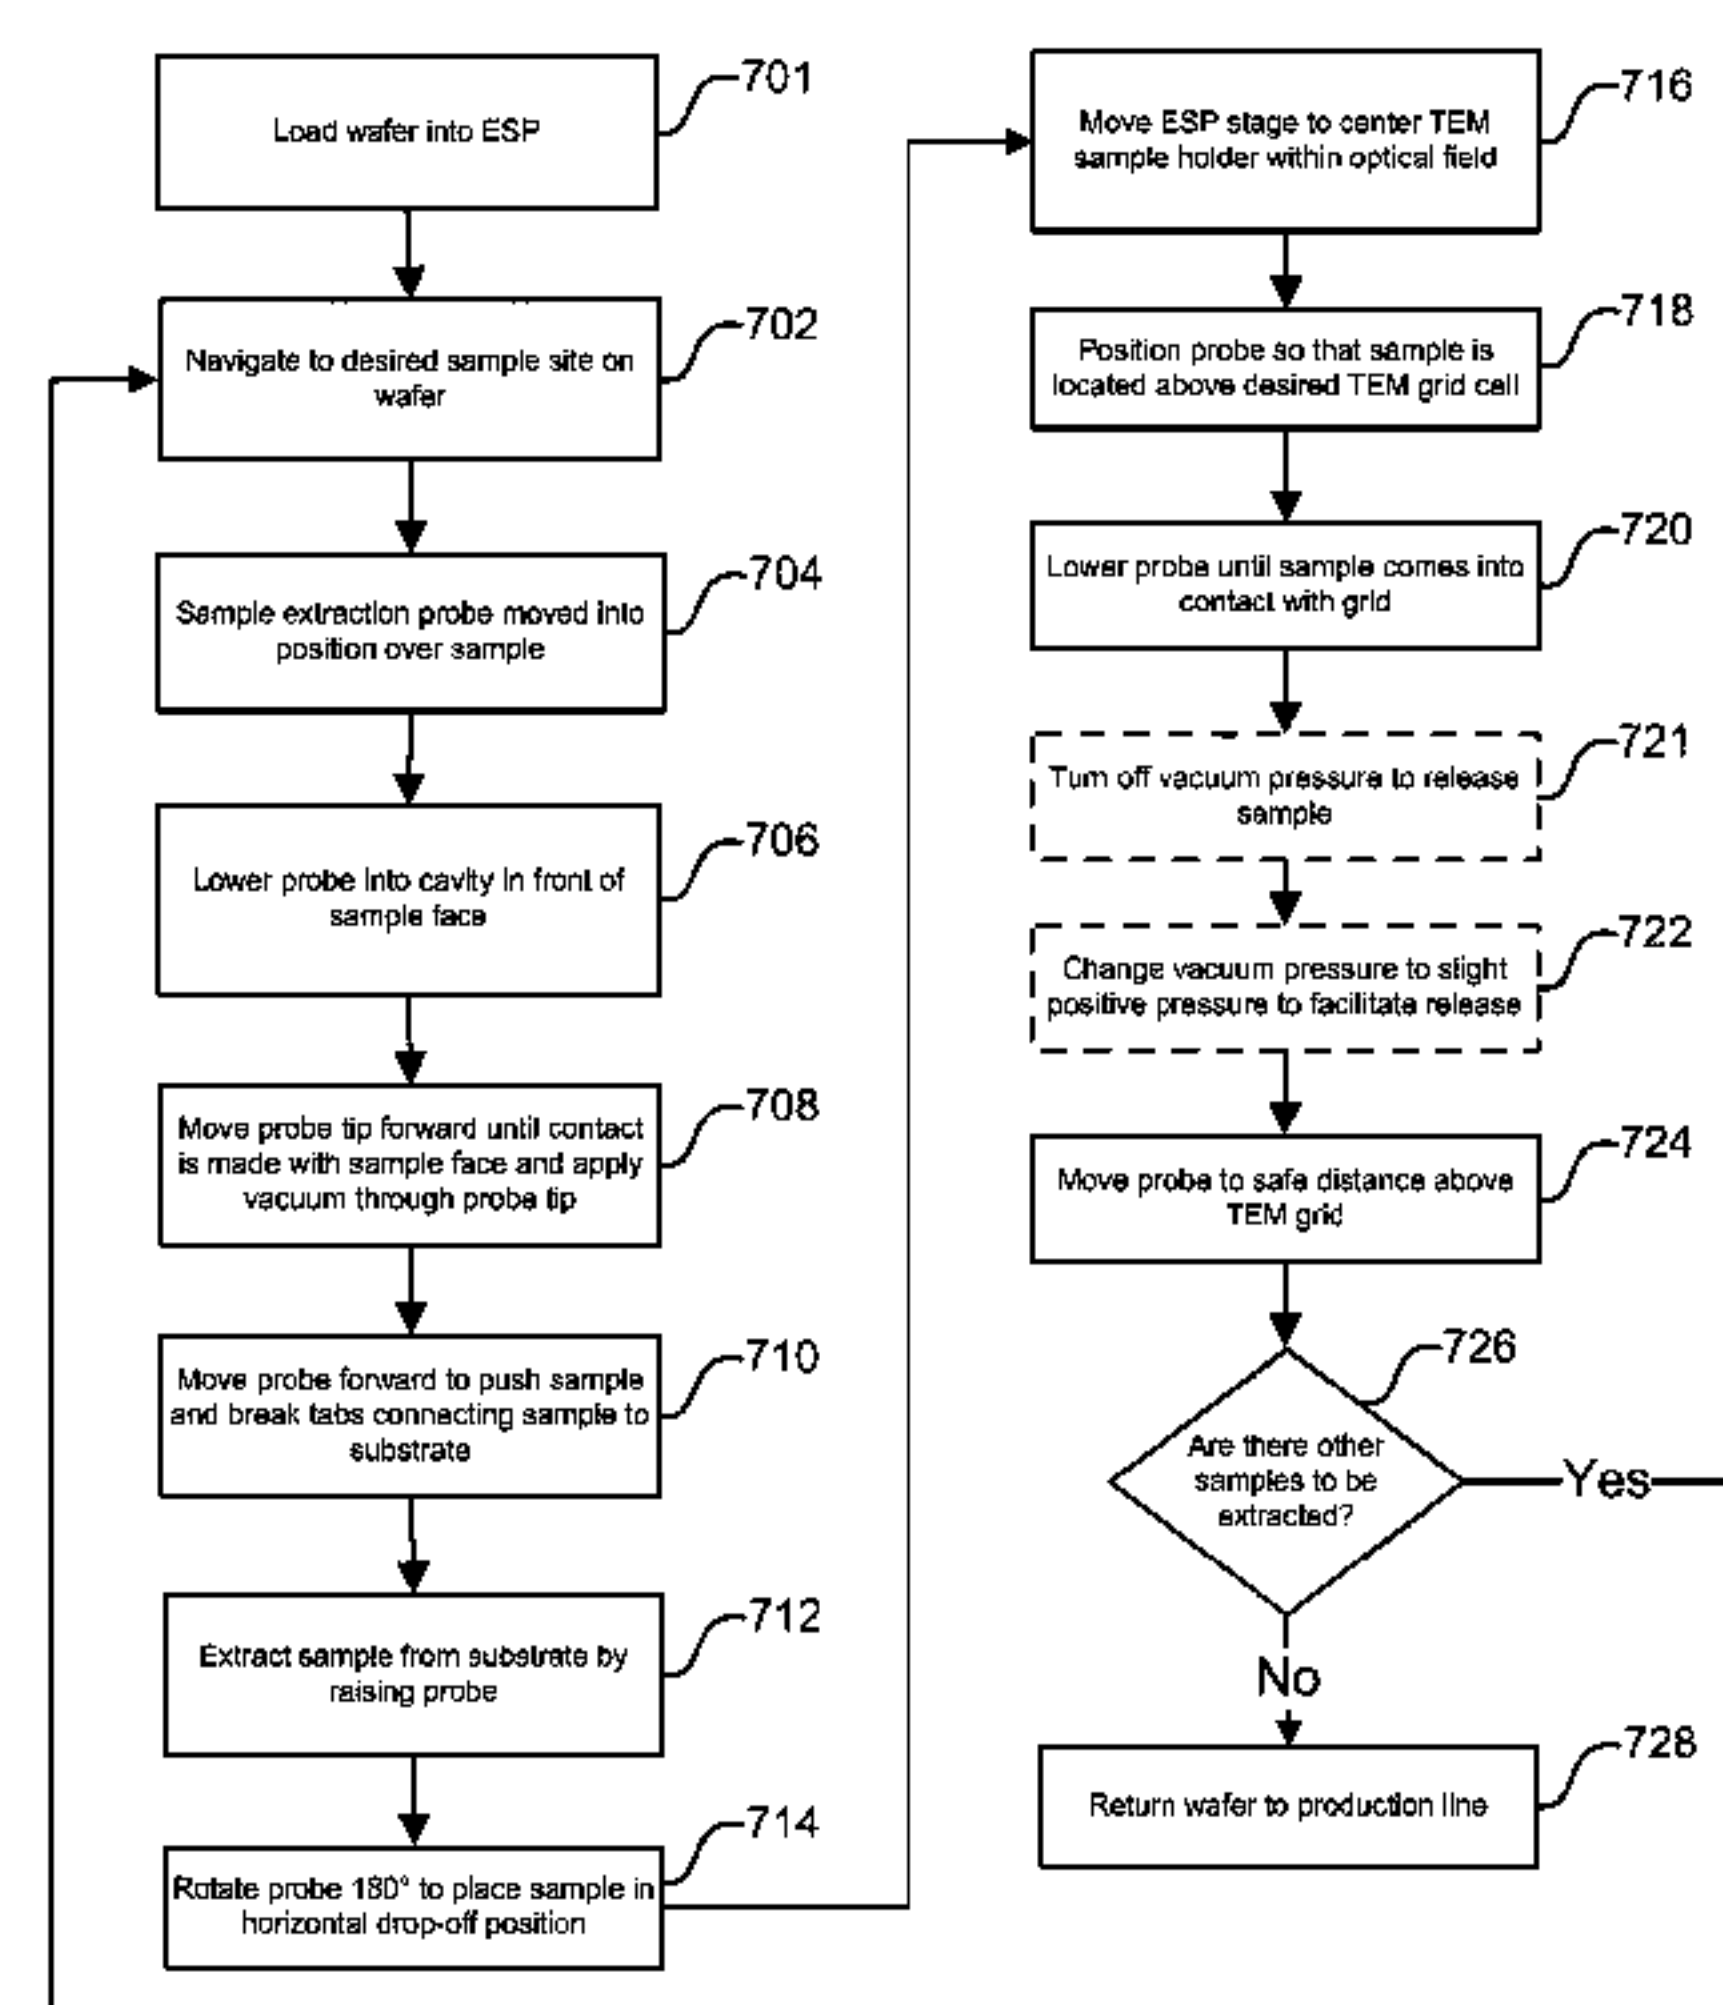 Load wafer into ESP
701
Navigate to desired sample site on
wafer
702
Sample extraction probe moved into
position over sample
704
Lower probe into cavity in front of
sample face
706
Move probe tip forward until contact
is made with sample face and apply
vacuum through probe tip
708
Move probe forward to push sample
and break tabs connecting sample to
substrate
710
Extract sample from substrate by
raising probe
712
Rotate probe 180° to place sample in
horizontal drop-off position
714
Move ESP stage to center TEM
sample holder within optical field
716
Position probe so that sample is
located above desired TEM grid cell
718
Lower probe until sample comes into
contact with grid
720
Turn off vacuum pressure to release
sample
721
Change vacuum pressure to slight
positive pressure to facilitate release
722
Move probe to safe distance above
TEM grid
724
Are there other
samples to be
extracted?
726
Yes
No
Return wafer to production line
728